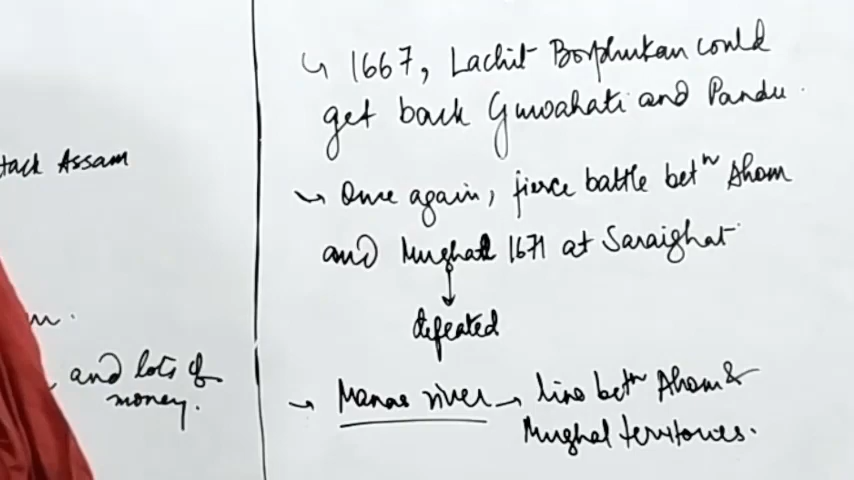 tack Assam
and lots of
money.
↳ 1667, Lachit Borphukan could
get back Guwahati and Pandu.
→ Once again, fierce battle betⁿ Ahom
and Mughal 1671 at Saraighat
↓
defeated
→ Manas river → line betⁿ Ahom &
Mughal territories.